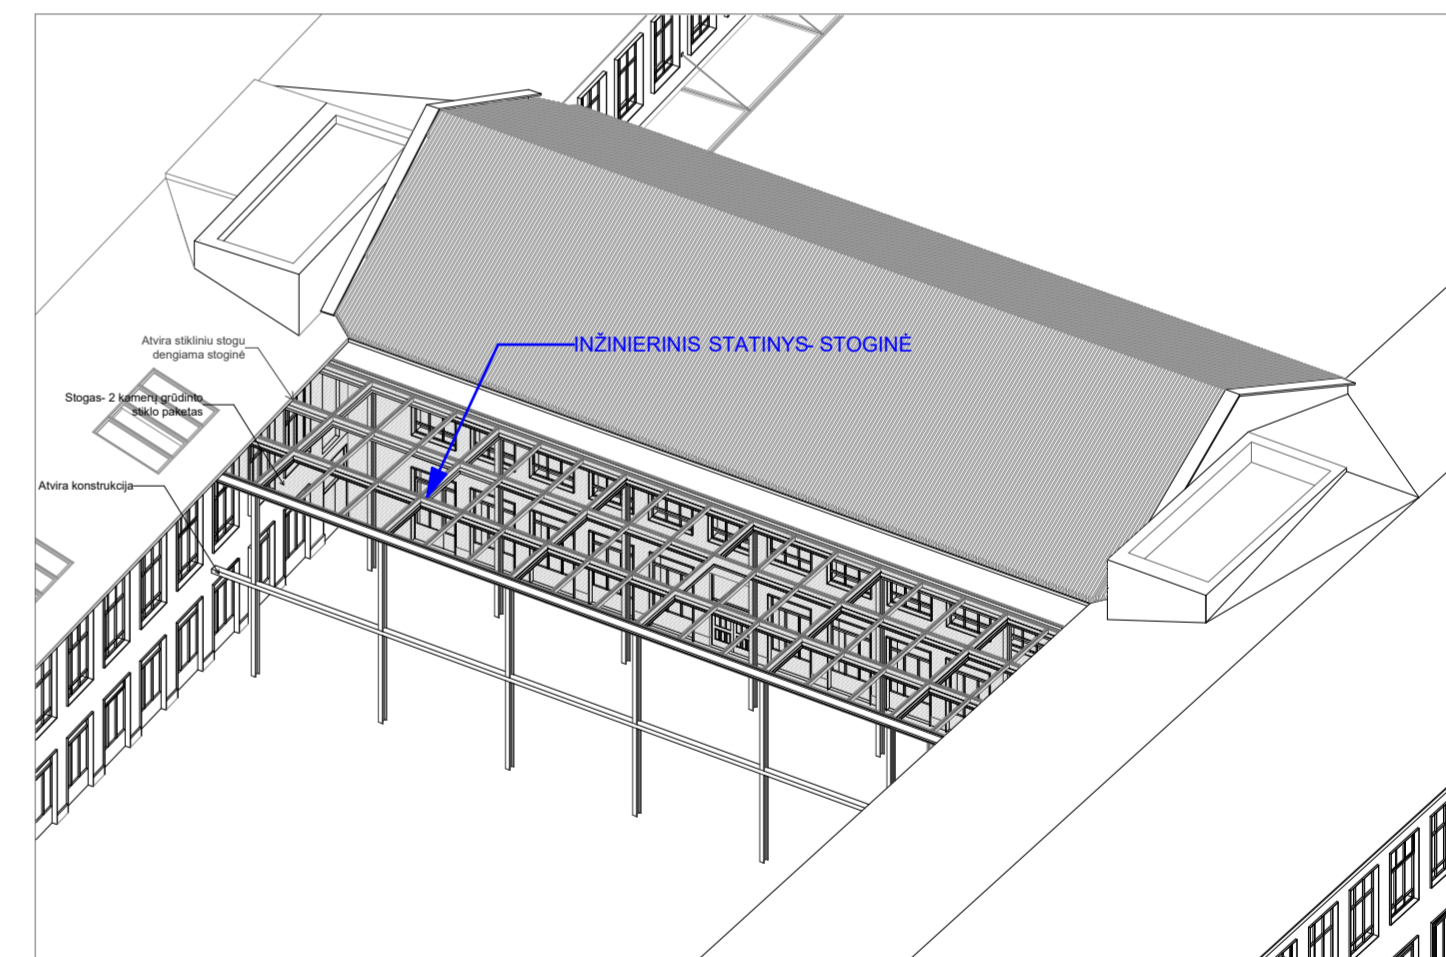 INŽINIERINIS STATINYS- STOGINĖ
Atvira stikliniu stogu
dengiama stoginė
Stogas- 2 kamerų grūdinto
stiklo paketas
Atvira konstrukcija